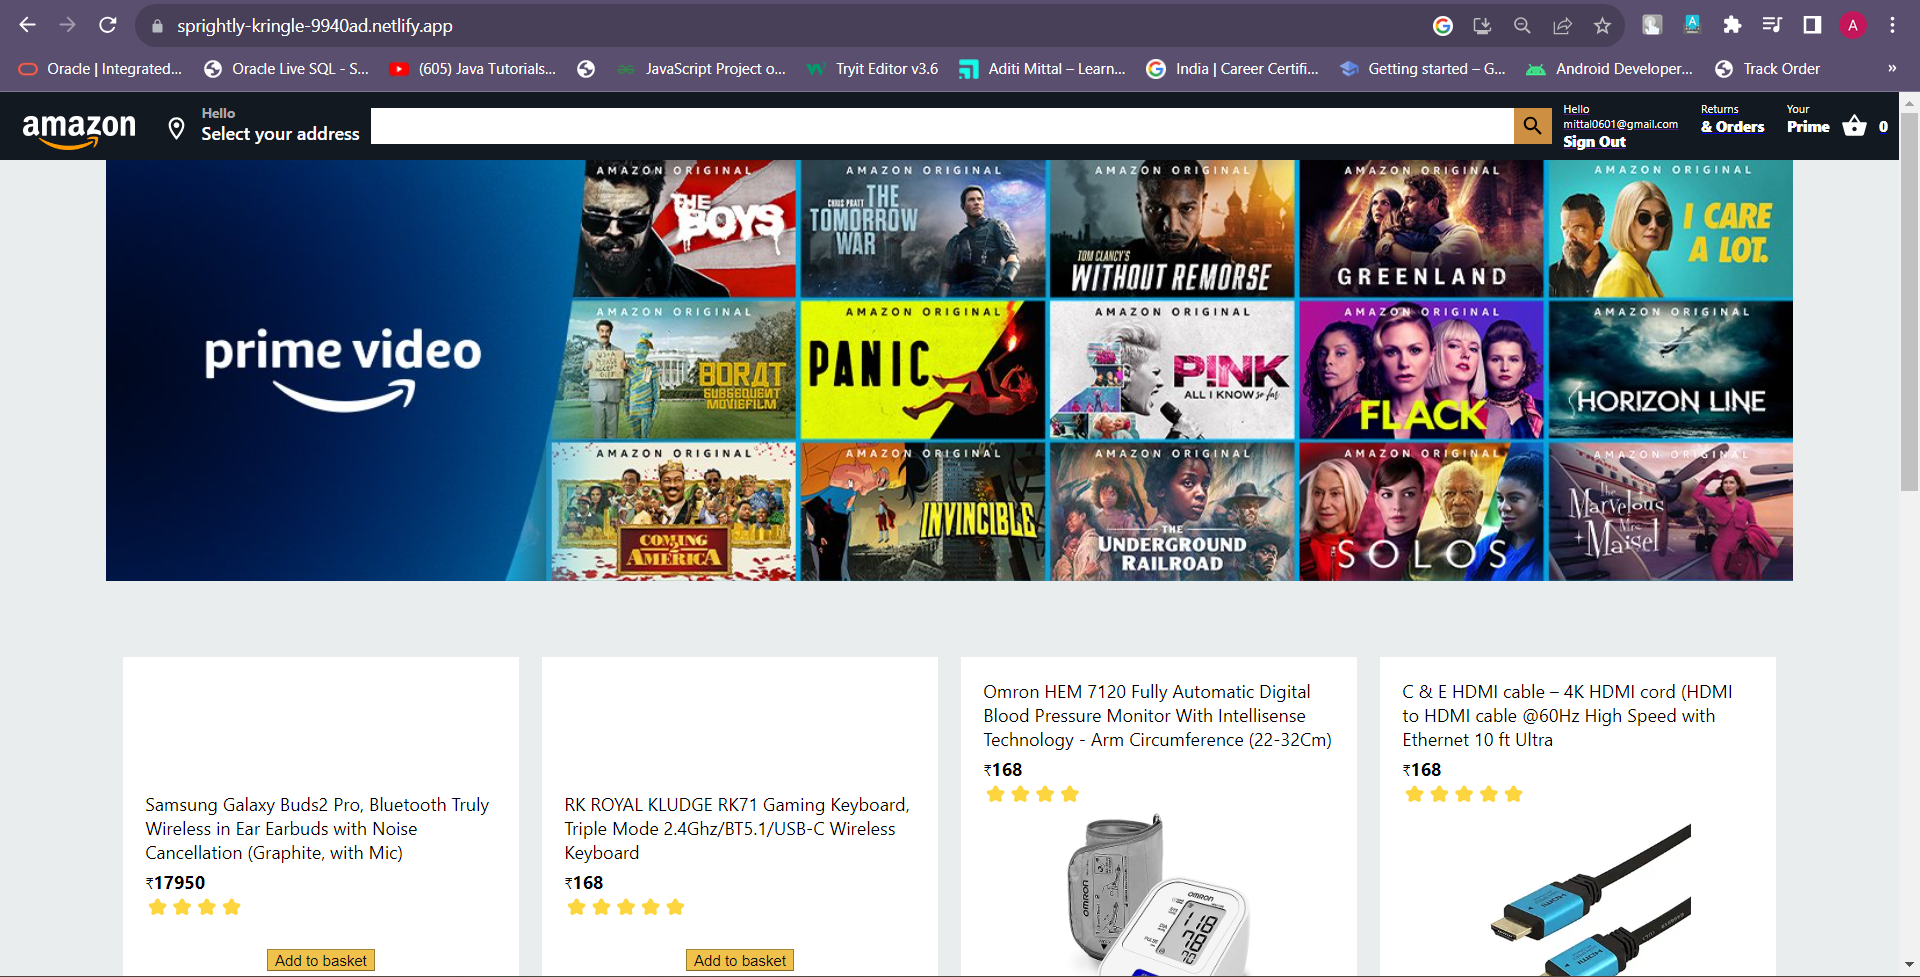 sprightly-kringle-9940ad.netlify.app
A
A
Oracle | Integrated...
Oracle Live SQL - S...
(605) Java Tutorials...
JavaScript Project o...
Tryit Editor v3.6
Aditi Mittal – Learn...
India | Career Certifi...
Getting started – G...
Android Developer...
Track Order
»
amazon
Hello
Select your address
Hello
mittal0601@gmail.com
Sign Out
Returns
& Orders
Your
Prime
0
prime video
AMAZON ORIGINAL
THE BOYS
AMAZON ORIGINAL
CHRIS PRATT THE
TOMORROW
WAR
AMAZON ORIGINAL
TOM CLANCY'S
WITHOUT REMORSE
AMAZON ORIGINAL
GREENLAND
AMAZON ORIGINAL
I CARE
A LOT.
AMAZON ORIGINAL
BORAT
SUBSEQUENT
MOVIEFILM
AMAZON ORIGINAL
PANIC
AMAZON ORIGINAL
P!NK
ALL I KNOW so far
AMAZON ORIGINAL
FLACK
AMAZON ORIGINAL
HORIZON LINE
AMAZON ORIGINAL
COMING
2
AMERICA
AMAZON ORIGINAL
INVINCIBLE
AMAZON ORIGINAL
THE
UNDERGROUND
RAILROAD
AMAZON ORIGINAL
SOLOS
AMAZON ORIGINAL
The
Marvelous
Mrs.
Maisel
Samsung Galaxy Buds2 Pro, Bluetooth Truly
Wireless in Ear Earbuds with Noise
Cancellation (Graphite, with Mic)
₹17950
Add to basket
RK ROYAL KLUDGE RK71 Gaming Keyboard,
Triple Mode 2.4Ghz/BT5.1/USB-C Wireless
Keyboard
₹168
Add to basket
Omron HEM 7120 Fully Automatic Digital
Blood Pressure Monitor With Intellisense
Technology - Arm Circumference (22-32Cm)
₹168
OMRON
OMRON
118
78
70
C & E HDMI cable – 4K HDMI cord (HDMI
to HDMI cable @60Hz High Speed with
Ethernet 10 ft Ultra
₹168
HDMI
HDMI